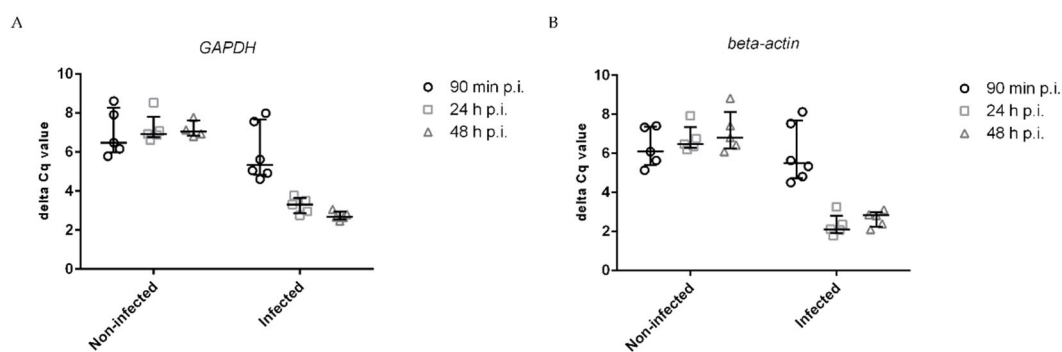 A
GAPDH
10
8
6
4
2
0
delta Cq value
Non-infected
Infected
90 min p.i.
24 h p.i.
48 h p.i.
B
beta-actin
10
8
6
4
2
0
delta Cq value
Non-infected
Infected
90 min p.i.
24 h p.i.
48 h p.i.